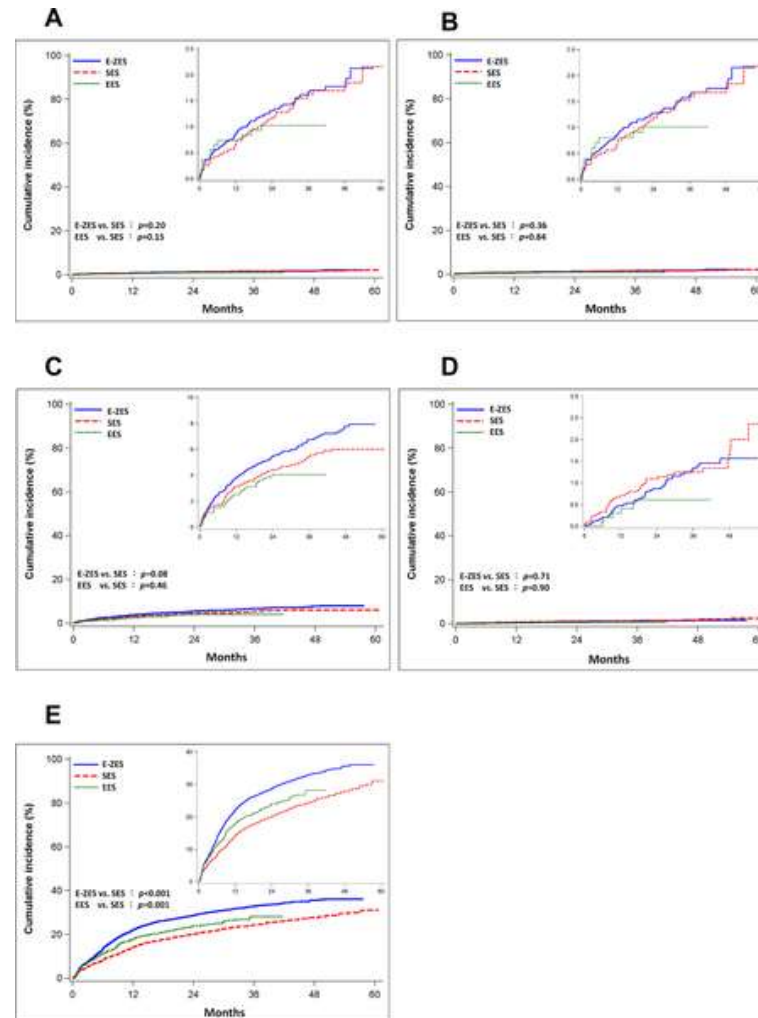 A
Cumulative incidence (%)
100
80
60
40
20
0
E-ZES
SES
EES
E-ZES vs. SES : p=0.20
EES vs. SES : p=0.15
0 12 24 36 48 60
Months
B
Cumulative incidence (%)
100
80
60
40
20
0
E-ZES
SES
EES
E-ZES vs. SES : p=0.36
EES vs. SES : p=0.84
0 12 24 36 48 60
Months
C
Cumulative incidence (%)
100
80
60
40
20
0
E-ZES
SES
EES
E-ZES vs. SES : p=0.08
EES vs. SES : p=0.46
0 12 24 36 48 60
Months
D
Cumulative incidence (%)
100
80
60
40
20
0
E-ZES
SES
EES
E-ZES vs. SES : p=0.71
EES vs. SES : p=0.90
0 12 24 36 48 60
Months
E
Cumulative incidence (%)
100
80
60
40
20
0
E-ZES
SES
EES
E-ZES vs. SES : p<0.001
EES vs. SES : p=0.001
0 12 24 36 48 60
Months